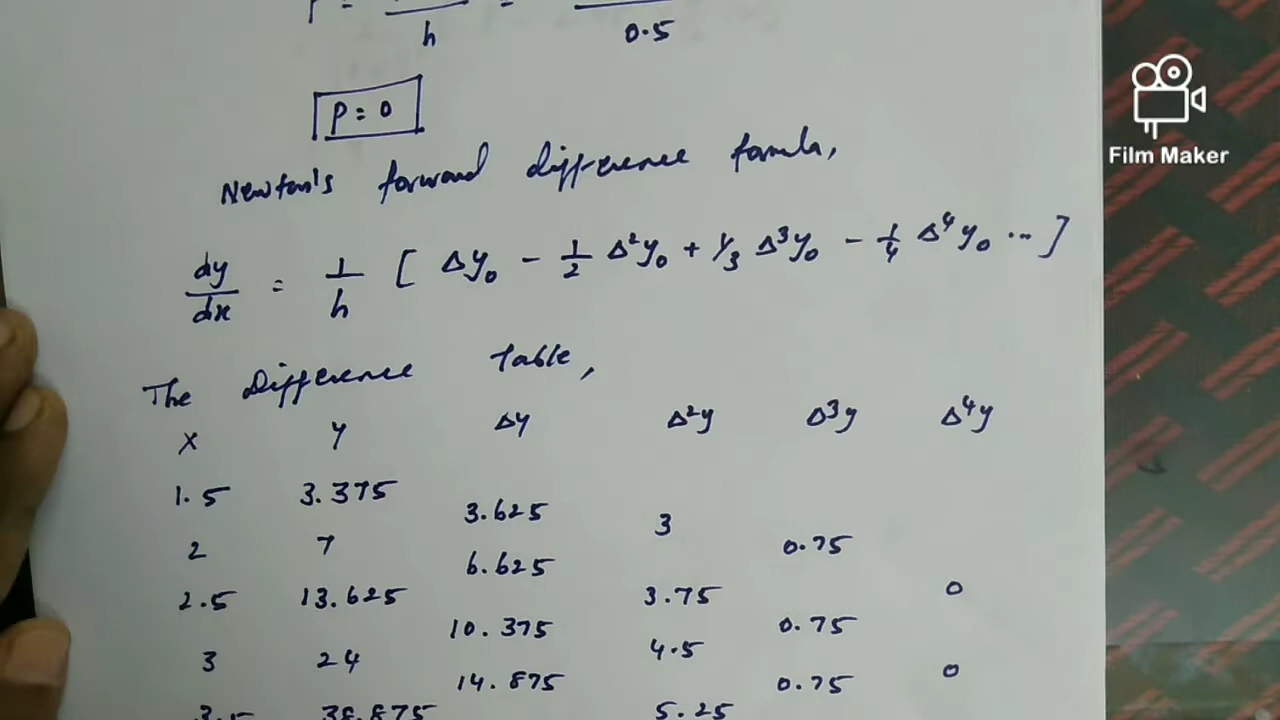 h
0.5
P = 0
Film Maker
Newton's forward difference formula,
dy/dx = 1/h [ Δy₀ - 1/2 Δ²y₀ + 1/3 Δ³y₀ - 1/4 Δ⁴y₀ ... ]
The Difference Table,
x y Δy Δ²y Δ³y Δ⁴y
1.5 3.375
3.625 3
2 7 0.75
6.625
2.5 13.625 3.75 0
10.375 0.75
3 24 4.5
14.875 0.75 0
38.875 5.25